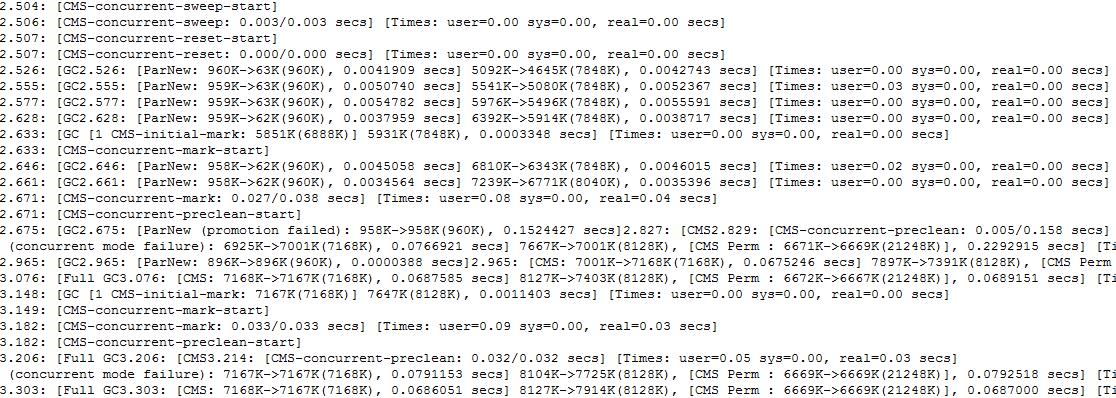 2.504: [CMS-concurrent-sweep-start]
2.506: [CMS-concurrent-sweep: 0.003/0.003 secs] [Times: user=0.00 sys=0.00, real=0.00 secs]
2.507: [CMS-concurrent-reset-start]
2.507: [CMS-concurrent-reset: 0.000/0.000 secs] [Times: user=0.00 sys=0.00, real=0.00 secs]
2.526: [GC2.526: [ParNew: 960K->63K(960K), 0.0041909 secs] 5092K->4645K(7848K), 0.0042743 secs] [Times: user=0.00 sys=0.00, real=0.00 secs]
2.555: [GC2.555: [ParNew: 959K->63K(960K), 0.0050740 secs] 5541K->5080K(7848K), 0.0052367 secs] [Times: user=0.03 sys=0.00, real=0.00 secs]
2.577: [GC2.577: [ParNew: 959K->63K(960K), 0.0054782 secs] 5976K->5496K(7848K), 0.0055591 secs] [Times: user=0.00 sys=0.00, real=0.00 secs]
2.628: [GC2.628: [ParNew: 959K->62K(960K), 0.0037959 secs] 6392K->5914K(7848K), 0.0038717 secs] [Times: user=0.00 sys=0.00, real=0.00 secs]
2.633: [GC [1 CMS-initial-mark: 5851K(6888K)] 5931K(7848K), 0.0003348 secs] [Times: user=0.00 sys=0.00, real=0.00 secs]
2.633: [CMS-concurrent-mark-start]
2.646: [GC2.646: [ParNew: 958K->62K(960K), 0.0045058 secs] 6810K->6343K(7848K), 0.0046015 secs] [Times: user=0.02 sys=0.00, real=0.00 secs]
2.661: [GC2.661: [ParNew: 958K->62K(960K), 0.0034564 secs] 7239K->6771K(8040K), 0.0035396 secs] [Times: user=0.00 sys=0.00, real=0.00 secs]
2.671: [CMS-concurrent-mark: 0.027/0.038 secs] [Times: user=0.08 sys=0.00, real=0.04 secs]
2.671: [CMS-concurrent-preclean-start]
2.675: [GC2.675: [ParNew (promotion failed): 958K->958K(960K), 0.1524427 secs]2.827: [CMS2.829: [CMS-concurrent-preclean: 0.005/0.158 secs] [
(concurrent mode failure): 6925K->7001K(7168K), 0.0766921 secs] 7667K->7001K(8128K), [CMS Perm : 6671K->6669K(21248K)], 0.2292915 secs] [Ti
2.965: [GC2.965: [ParNew: 896K->896K(960K), 0.0000388 secs]2.965: [CMS: 7001K->7168K(7168K), 0.0675246 secs] 7897K->7391K(8128K), [CMS Perm
3.076: [Full GC3.076: [CMS: 7168K->7167K(7168K), 0.0687585 secs] 8127K->7403K(8128K), [CMS Perm : 6672K->6667K(21248K)], 0.0689151 secs] [Ti
3.148: [GC [1 CMS-initial-mark: 7167K(7168K)] 7647K(8128K), 0.0011403 secs] [Times: user=0.00 sys=0.00, real=0.00 secs]
3.149: [CMS-concurrent-mark-start]
3.182: [CMS-concurrent-mark: 0.033/0.033 secs] [Times: user=0.09 sys=0.00, real=0.03 secs]
3.182: [CMS-concurrent-preclean-start]
3.206: [Full GC3.206: [CMS3.214: [CMS-concurrent-preclean: 0.032/0.032 secs] [Times: user=0.05 sys=0.00, real=0.03 secs]
(concurrent mode failure): 7167K->7167K(7168K), 0.0791153 secs] 8104K->7725K(8128K), [CMS Perm : 6669K->6669K(21248K)], 0.0792518 secs] [Ti
3.303: [Full GC3.303: [CMS: 7168K->7167K(7168K), 0.0686051 secs] 8127K->7914K(8128K), [CMS Perm : 6669K->6669K(21248K)], 0.0687000 secs] [Ti